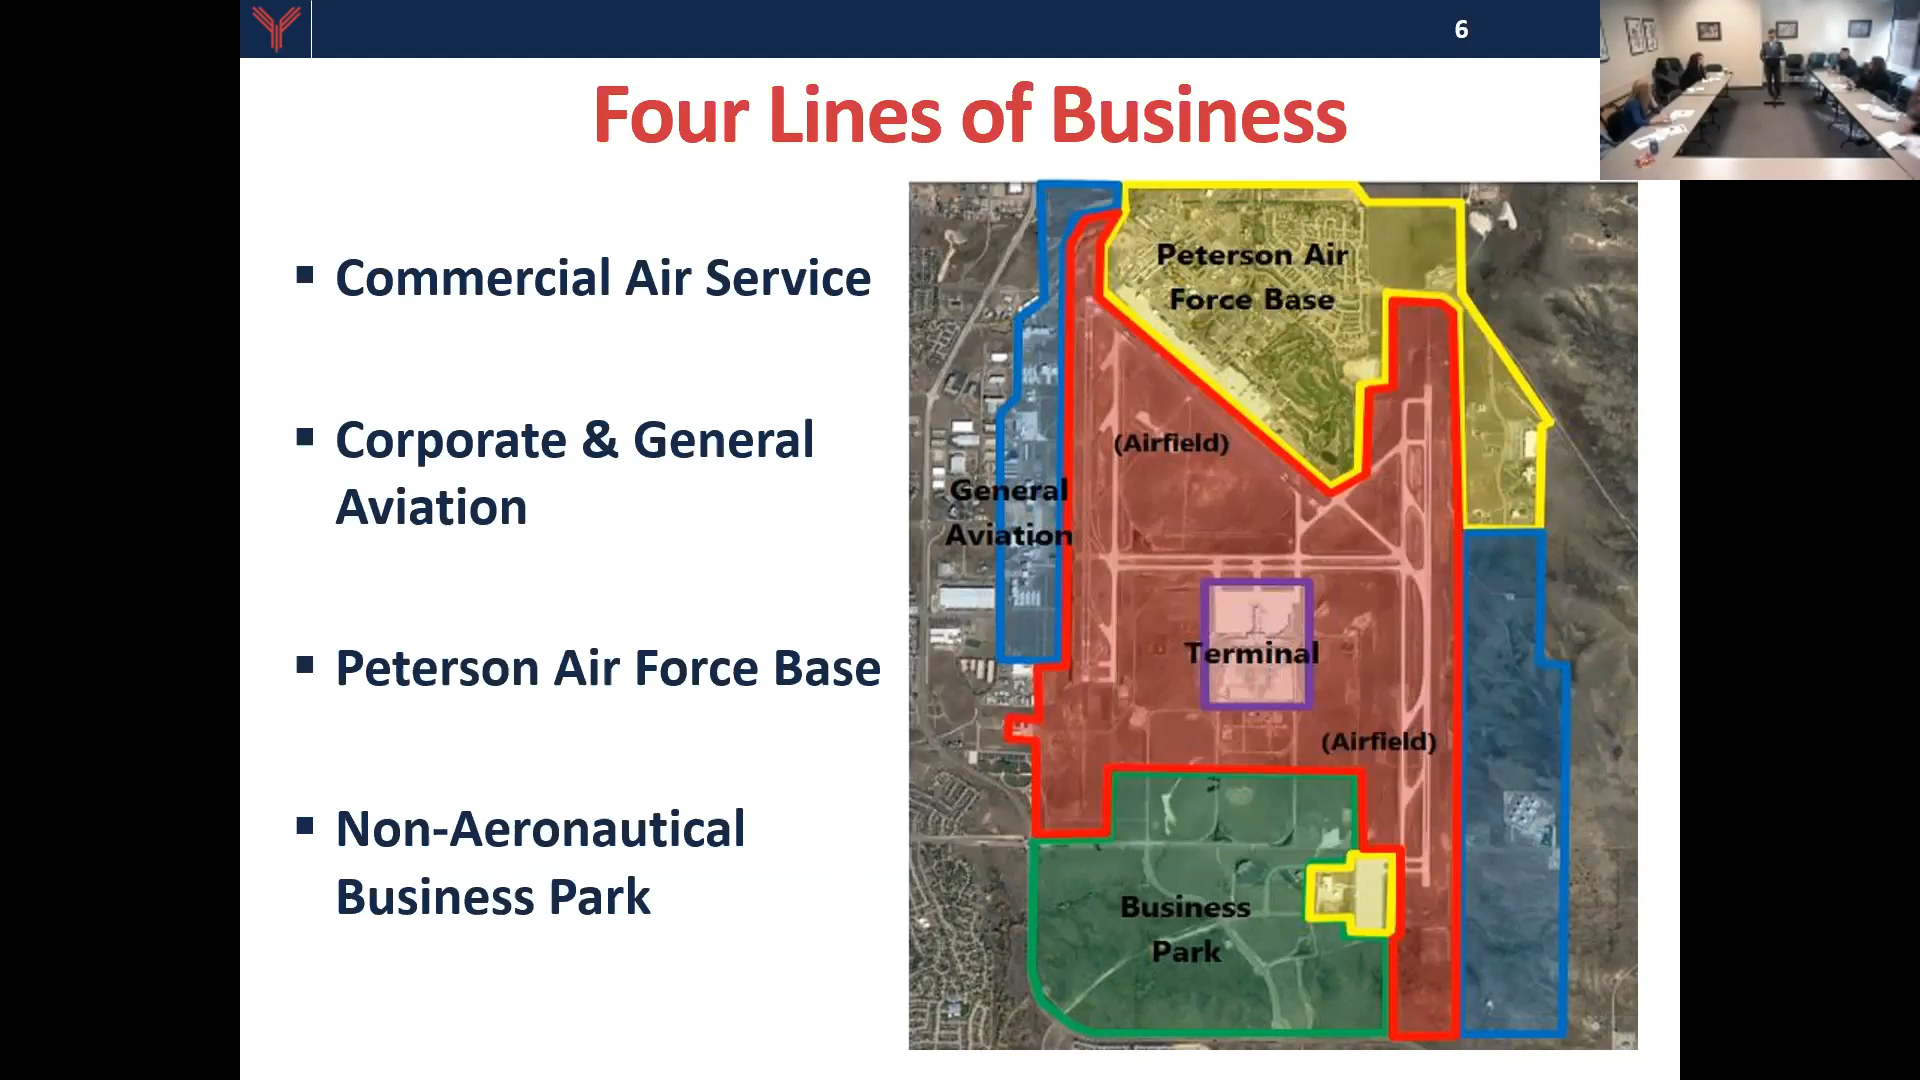 6
Four Lines of Business
▪ Commercial Air Service
▪ Corporate & General
Aviation
▪ Peterson Air Force Base
▪ Non-Aeronautical
Business Park
Peterson Air
Force Base
(Airfield)
General
Aviation
Terminal
(Airfield)
Business
Park